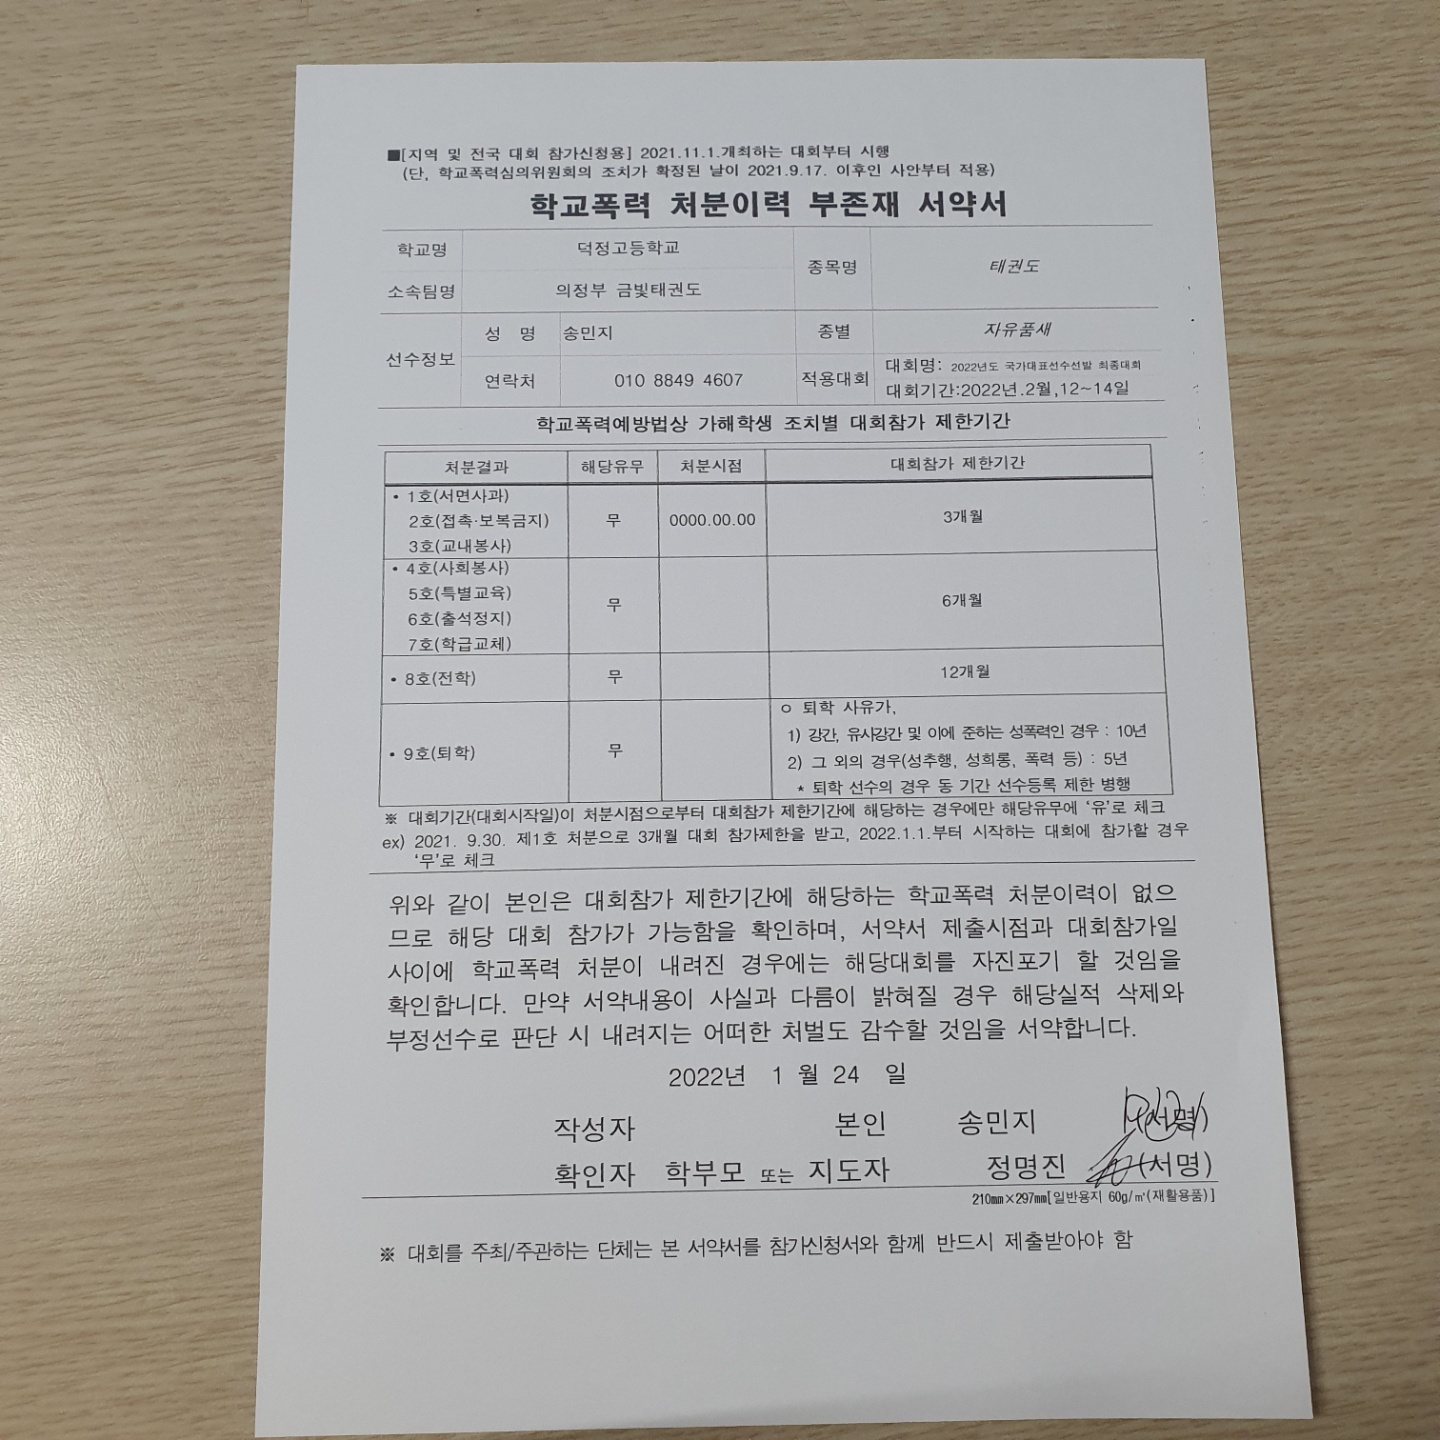 ■[지역 및 전국 대회 참가신청용] 2021.11.1.개최하는 대회부터 시행
(단, 학교폭력심의위원회의 조치가 확정된 날이 2021.9.17. 이후인 사안부터 적용)
학교폭력 처분이력 부존재 서약서
학교명 덕정고등학교 종목명 태권도
소속팀명 의정부 금빛태권도
선수정보 성 명 송민지 종별 자유품새
연락처 010 8849 4607 적용대회 대회명: 2022년도 국가대표선수선발 최종대회
대회기간:2022년.2월,12~14일
학교폭력예방법상 가해학생 조치별 대회참가 제한기간
처분결과 해당유무 처분시점 대회참가 제한기간
• 1호(서면사과)
2호(접촉·보복금지) 무 0000.00.00 3개월
3호(교내봉사)
• 4호(사회봉사)
5호(특별교육) 무 6개월
6호(출석정지)
7호(학급교체)
• 8호(전학) 무 12개월
• 9호(퇴학) 무
ㅇ 퇴학 사유가,
1) 강간, 유사강간 및 이에 준하는 성폭력인 경우 : 10년
2) 그 외의 경우(성추행, 성희롱, 폭력 등) : 5년
* 퇴학 선수의 경우 동 기간 선수등록 제한 병행
※ 대회기간(대회시작일)이 처분시점으로부터 대회참가 제한기간에 해당하는 경우에만 해당유무에 ‘유’로 체크
ex) 2021. 9.30. 제1호 처분으로 3개월 대회 참가제한을 받고, 2022.1.1.부터 시작하는 대회에 참가할 경우
‘무’로 체크
위와 같이 본인은 대회참가 제한기간에 해당하는 학교폭력 처분이력이 없으
므로 해당 대회 참가가 가능함을 확인하며, 서약서 제출시점과 대회참가일
사이에 학교폭력 처분이 내려진 경우에는 해당대회를 자진포기 할 것임을
확인합니다. 만약 서약내용이 사실과 다름이 밝혀질 경우 해당실적 삭제와
부정선수로 판단 시 내려지는 어떠한 처벌도 감수할 것임을 서약합니다.
2022년 1 월 24 일
작성자 본인 송민지 (서명)
확인자 학부모 또는 지도자 정명진 (서명)
210㎜×297㎜[일반용지 60g/㎡(재활용품)]
※ 대회를 주최/주관하는 단체는 본 서약서를 참가신청서와 함께 반드시 제출받아야 함